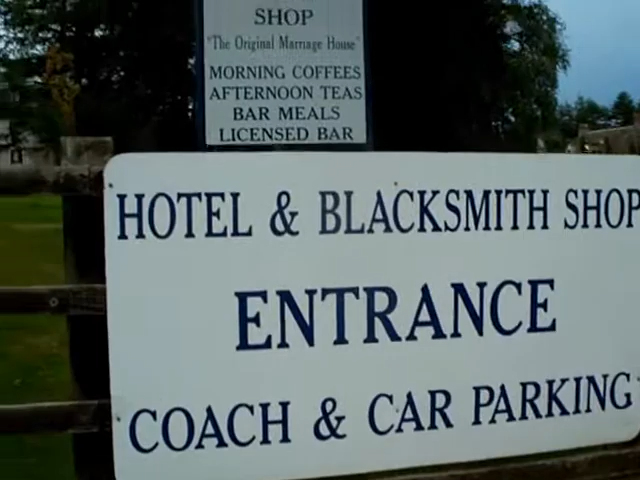 SHOP
"The Original Marriage House"
MORNING COFFEES
AFTERNOON TEAS
BAR MEALS
LICENSED BAR
HOTEL & BLACKSMITH SHOP
ENTRANCE
COACH & CAR PARKING